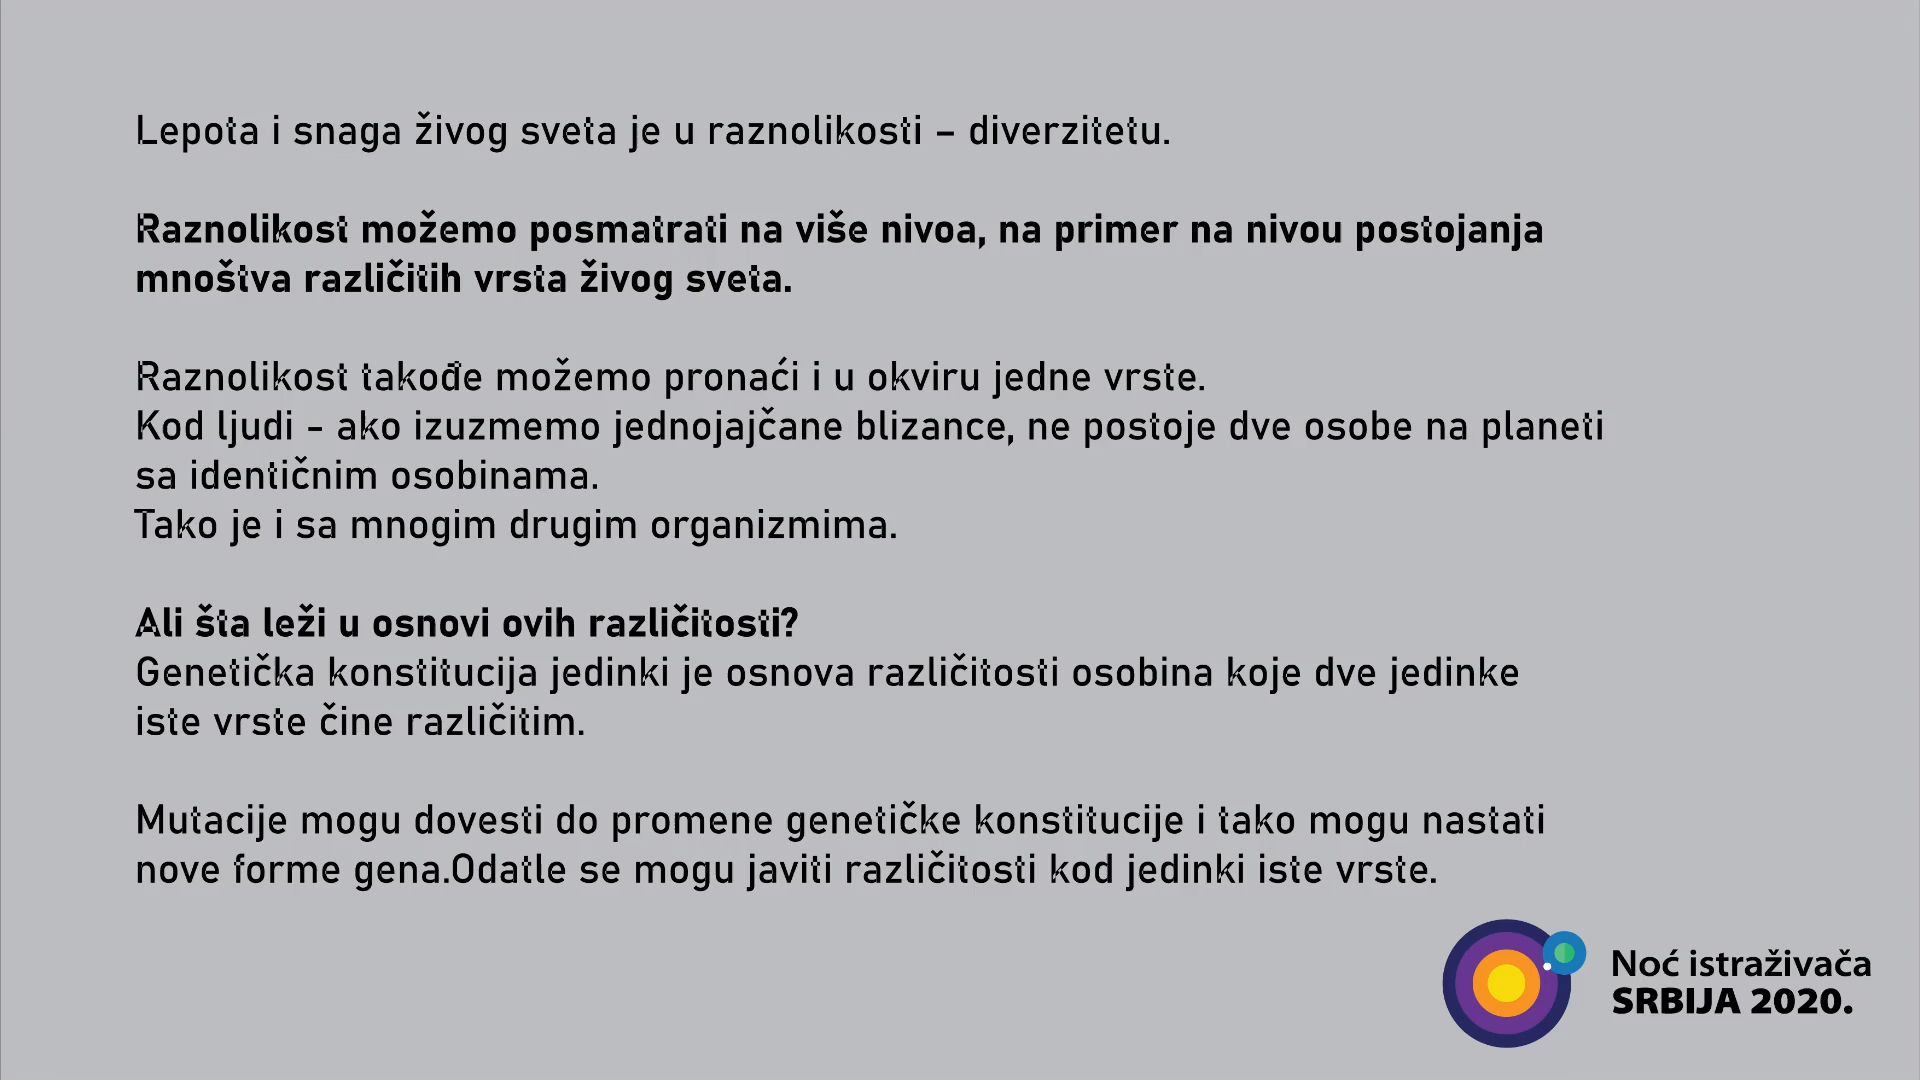 Lepota i snaga živog sveta je u raznolikosti – diverzitetu.
Raznolikost možemo posmatrati na više nivoa, na primer na nivou postojanja
mnoštva različitih vrsta živog sveta.
Raznolikost takođe možemo pronaći i u okviru jedne vrste.
Kod ljudi - ako izuzmemo jednojajčane blizance, ne postoje dve osobe na planeti
sa identičnim osobinama.
Tako je i sa mnogim drugim organizmima.
Ali šta leži u osnovi ovih različitosti?
Genetička konstitucija jedinki je osnova različitosti osobina koje dve jedinke
iste vrste čine različitim.
Mutacije mogu dovesti do promene genetičke konstitucije i tako mogu nastati
nove forme gena.Odatle se mogu javiti različitosti kod jedinki iste vrste.
Noć istraživača
SRBIJA 2020.